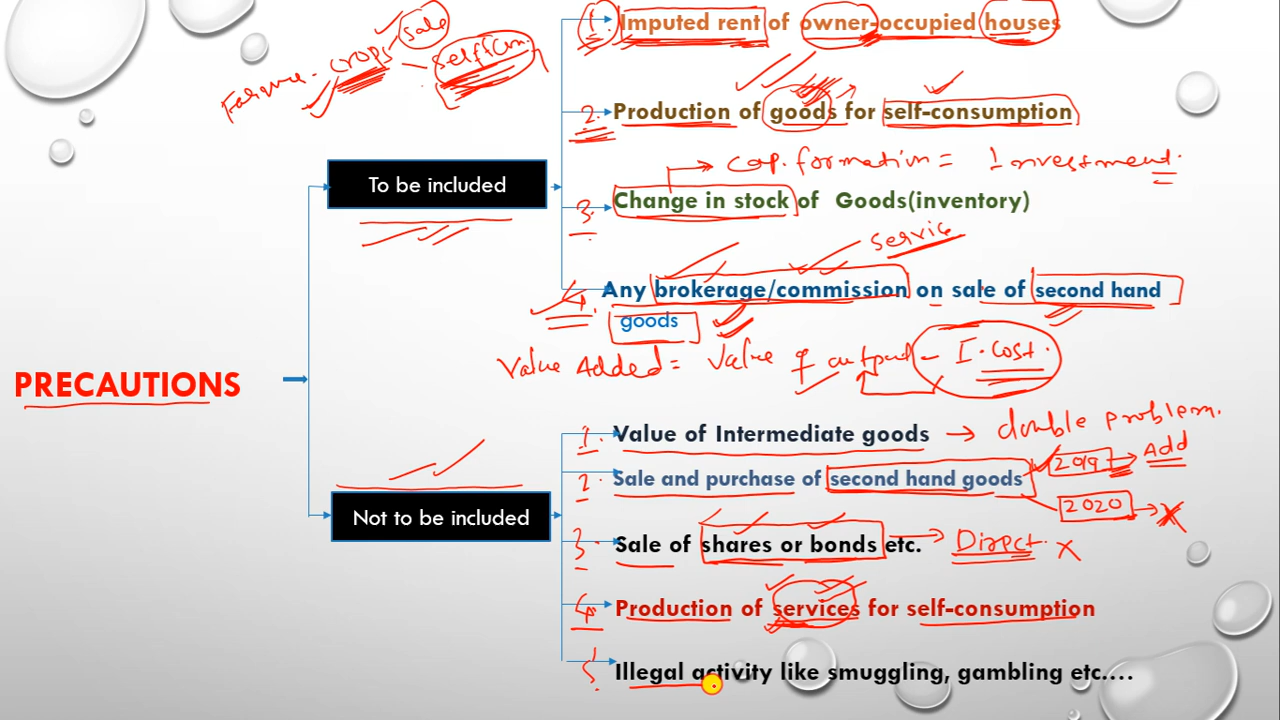 Sale
Farmer - Crops
Self Con.
1. Imputed rent of owner-occupied houses
2. Production of goods for self-consumption
Cap. formation = Investment.
To be included
3. Change in stock of Goods(inventory)
Service
4. Any brokerage/commission on sale of second hand
goods
Value Added = Value of output - I. Cost.
PRECAUTIONS
1. Value of Intermediate goods → double problem.
2019 → Add
2. Sale and purchase of second hand goods
2020 → X
Not to be included
3. Sale of shares or bonds etc. → Direct X
4. Production of services for self-consumption
5. Illegal activity like smuggling, gambling etc....